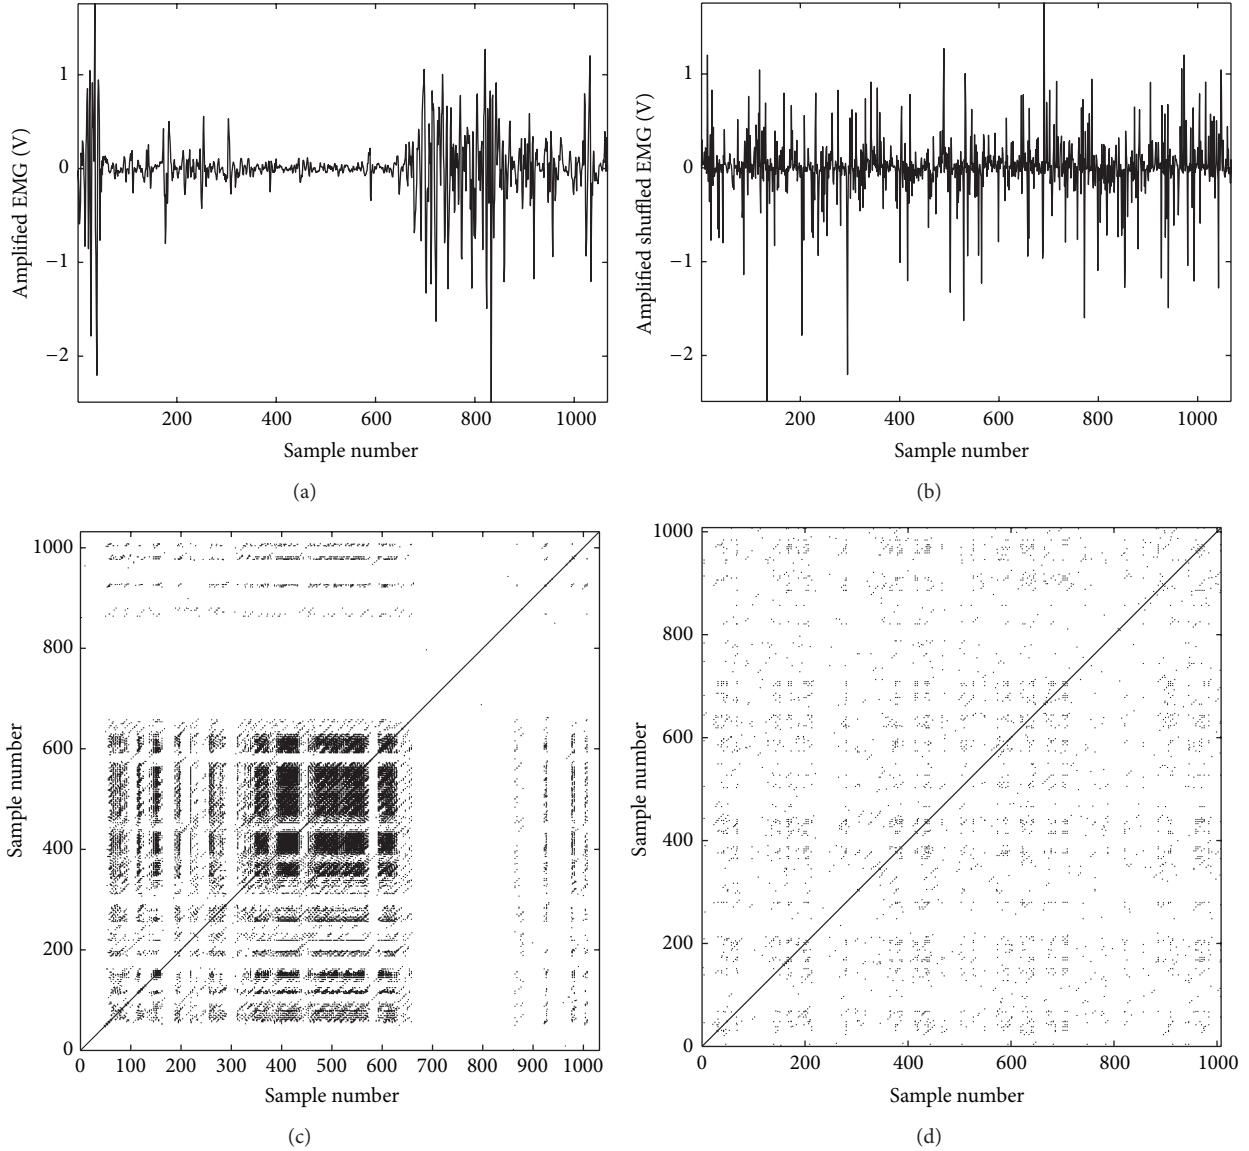 Amplified EMG (V)
1
0
−1
−2
200 400 600 800 1000
Sample number
(a)
Amplified shuffled EMG (V)
1
0
−1
−2
200 400 600 800 1000
Sample number
(b)
Sample number
1000
800
600
400
200
0
0 100 200 300 400 500 600 700 800 900 1000
Sample number
(c)
Sample number
1000
800
600
400
200
0
0 200 400 600 800 1000
Sample number
(d)